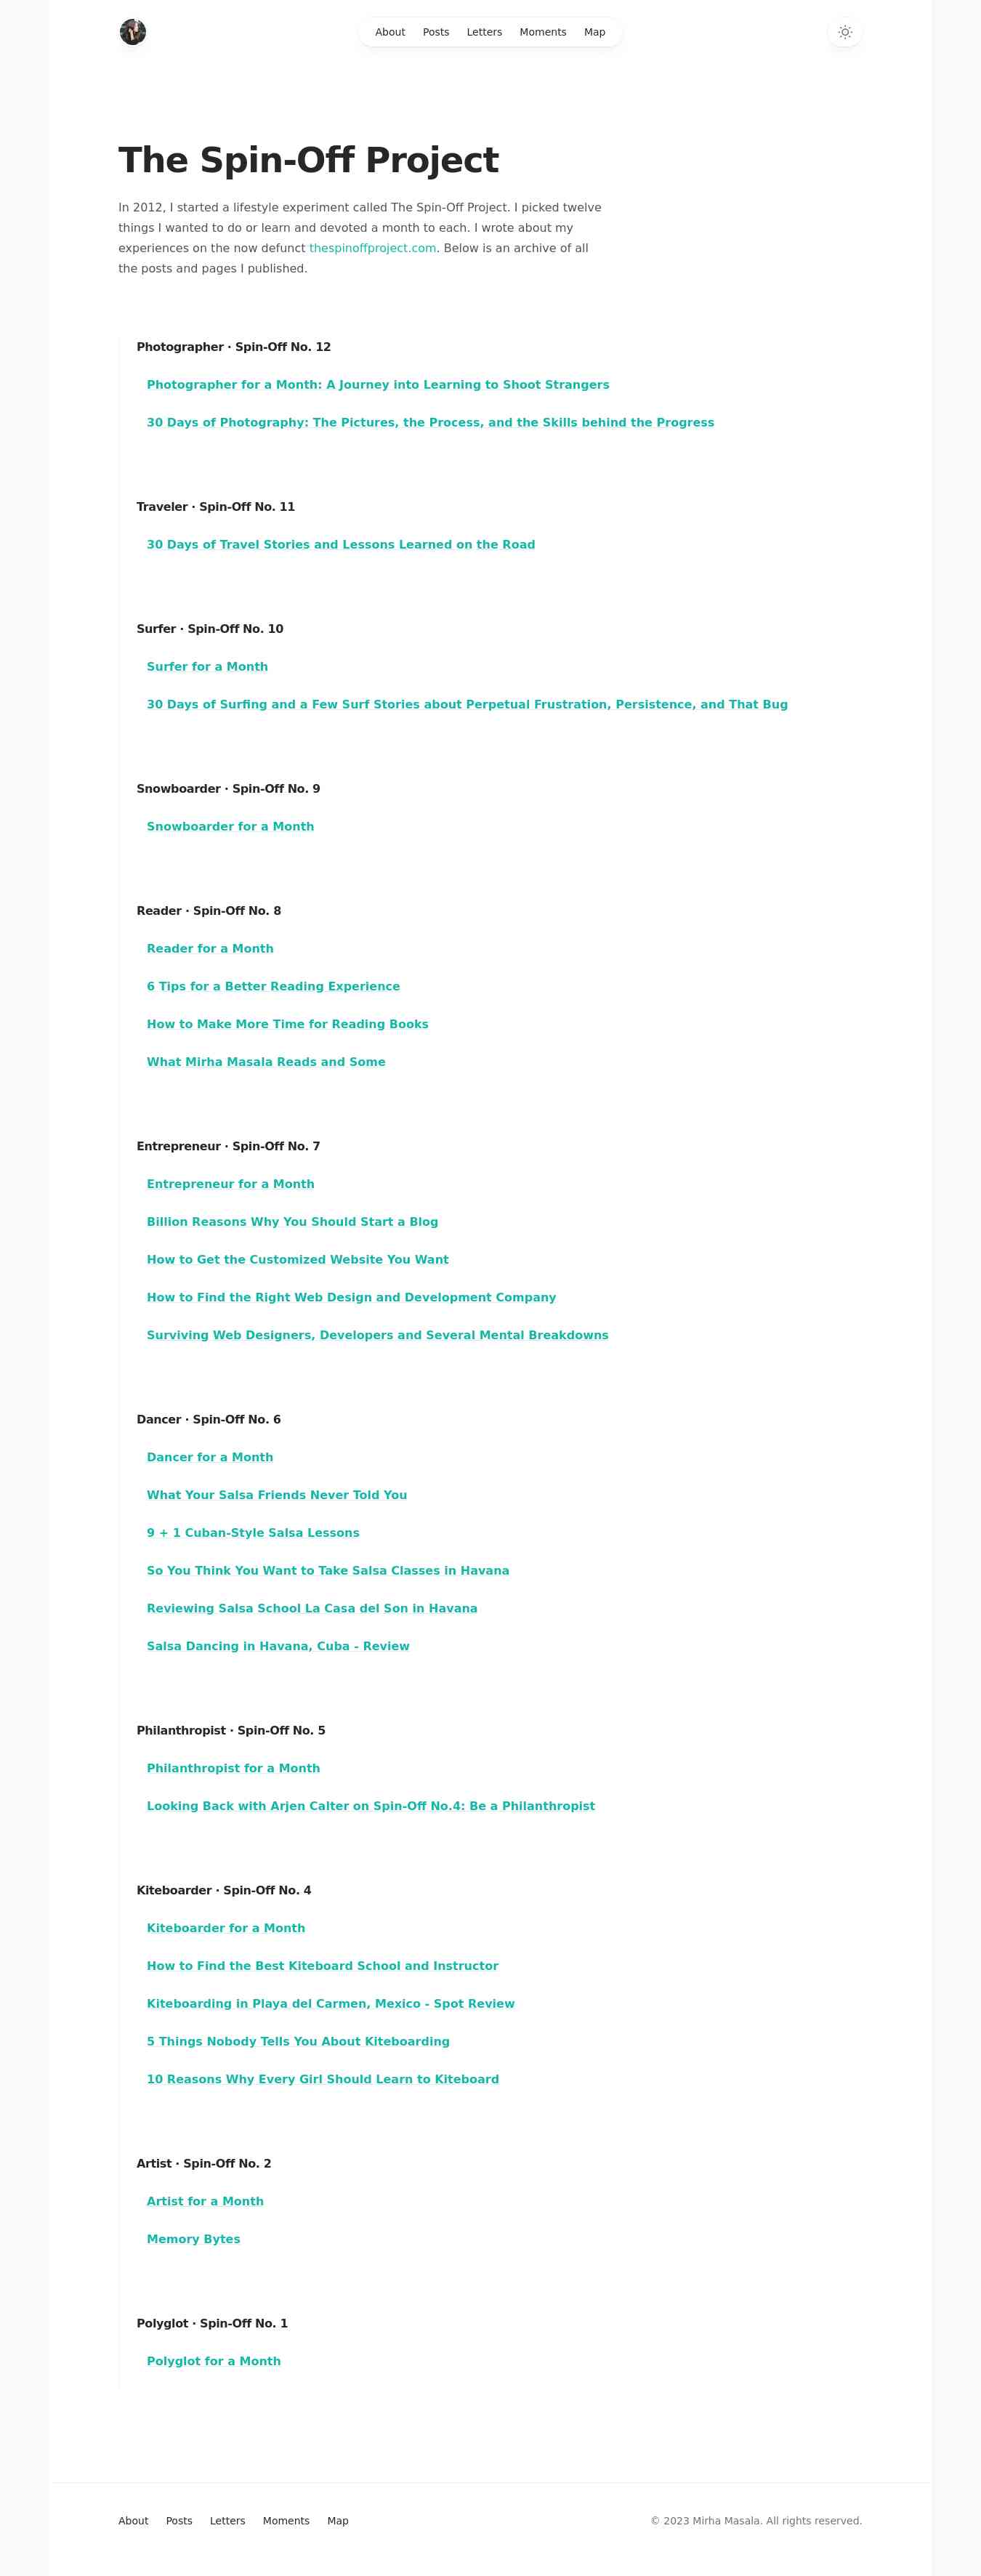 About Posts Letters Moments Map
The Spin-Off Project
In 2012, I started a lifestyle experiment called The Spin-Off Project. I picked twelve
things I wanted to do or learn and devoted a month to each. I wrote about my
experiences on the now defunct thespinoffproject.com. Below is an archive of all
the posts and pages I published.
Photographer · Spin-Off No. 12
Photographer for a Month: A Journey into Learning to Shoot Strangers
30 Days of Photography: The Pictures, the Process, and the Skills behind the Progress
Traveler · Spin-Off No. 11
30 Days of Travel Stories and Lessons Learned on the Road
Surfer · Spin-Off No. 10
Surfer for a Month
30 Days of Surfing and a Few Surf Stories about Perpetual Frustration, Persistence, and That Bug
Snowboarder · Spin-Off No. 9
Snowboarder for a Month
Reader · Spin-Off No. 8
Reader for a Month
6 Tips for a Better Reading Experience
How to Make More Time for Reading Books
What Mirha Masala Reads and Some
Entrepreneur · Spin-Off No. 7
Entrepreneur for a Month
Billion Reasons Why You Should Start a Blog
How to Get the Customized Website You Want
How to Find the Right Web Design and Development Company
Surviving Web Designers, Developers and Several Mental Breakdowns
Dancer · Spin-Off No. 6
Dancer for a Month
What Your Salsa Friends Never Told You
9 + 1 Cuban-Style Salsa Lessons
So You Think You Want to Take Salsa Classes in Havana
Reviewing Salsa School La Casa del Son in Havana
Salsa Dancing in Havana, Cuba - Review
Philanthropist · Spin-Off No. 5
Philanthropist for a Month
Looking Back with Arjen Calter on Spin-Off No.4: Be a Philanthropist
Kiteboarder · Spin-Off No. 4
Kiteboarder for a Month
How to Find the Best Kiteboard School and Instructor
Kiteboarding in Playa del Carmen, Mexico - Spot Review
5 Things Nobody Tells You About Kiteboarding
10 Reasons Why Every Girl Should Learn to Kiteboard
Artist · Spin-Off No. 2
Artist for a Month
Memory Bytes
Polyglot · Spin-Off No. 1
Polyglot for a Month
About Posts Letters Moments Map © 2023 Mirha Masala. All rights reserved.